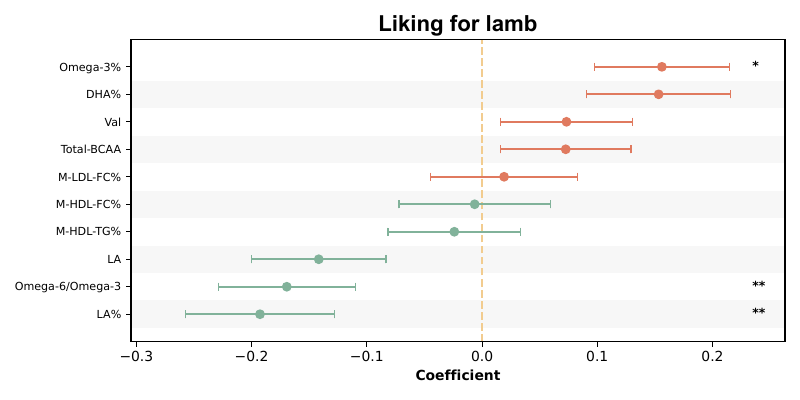 Liking for lamb
Omega-3% *
DHA%
Val
Total-BCAA
M-LDL-FC%
M-HDL-FC%
M-HDL-TG%
LA
Omega-6/Omega-3 **
LA% **
−0.3 −0.2 −0.1 0.0 0.1 0.2
Coefficient